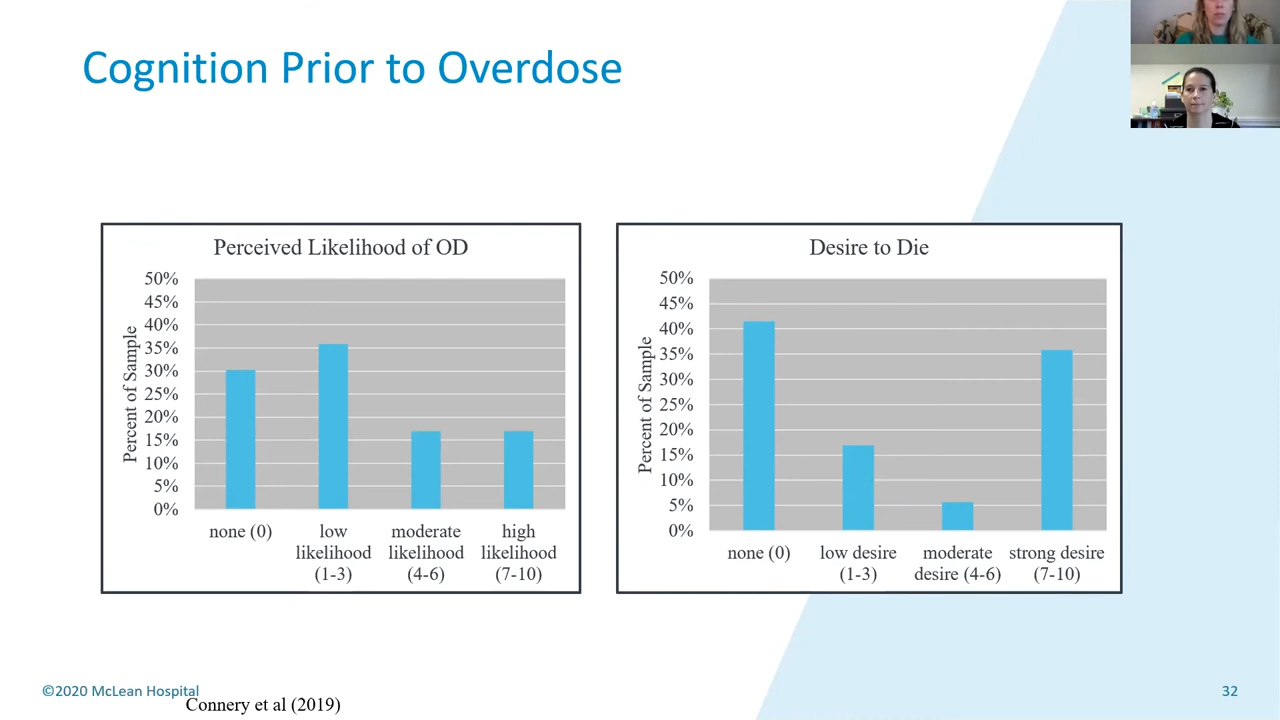 Cognition Prior to Overdose
Perceived Likelihood of OD
Percent of Sample
50%
45%
40%
35%
30%
25%
20%
15%
10%
5%
0%
none (0)
low
likelihood
(1-3)
moderate
likelihood
(4-6)
high
likelihood
(7-10)
Desire to Die
Percent of Sample
50%
45%
40%
35%
30%
25%
20%
15%
10%
5%
0%
none (0)
low desire
(1-3)
moderate
desire (4-6)
strong desire
(7-10)
©2020 McLean Hospital
Connery et al (2019)
32